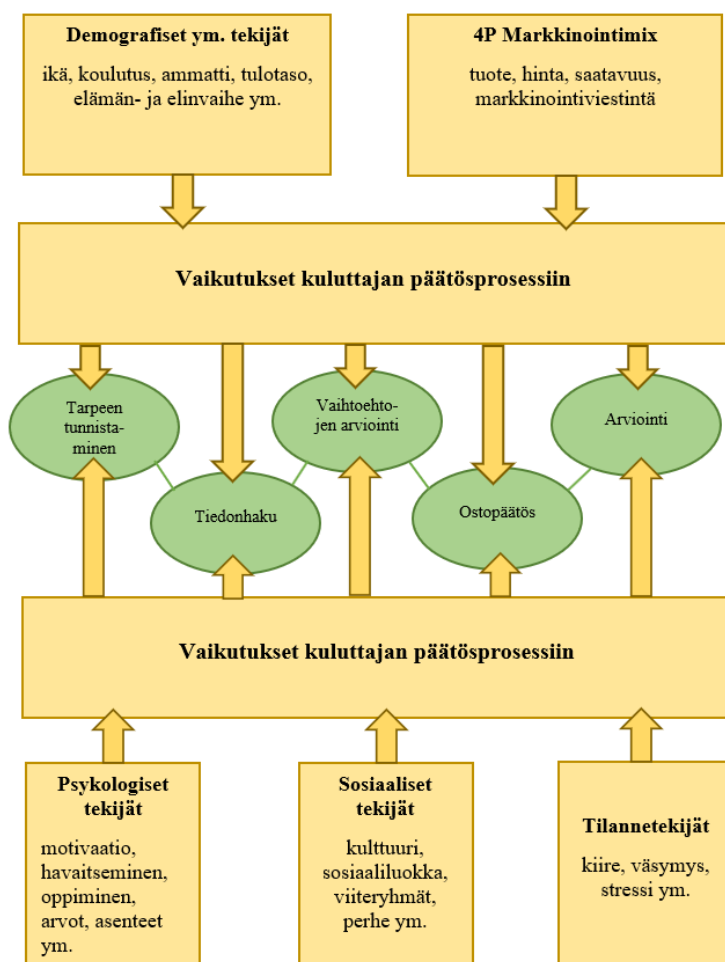 Demografiset ym. tekijät
ikä, koulutus, ammatti, tulotaso,
elämän- ja elinvaihe ym.
4P Markkinointimix
tuote, hinta, saatavuus,
markkinointiviestintä
Vaikutukset kuluttajan päätösprosessiin
Tarpeen
tunnista-
minen
Tiedonhaku
Vaihtoehto-
jen arviointi
Ostopäätös
Arviointi
Vaikutukset kuluttajan päätösprosessiin
Psykologiset
tekijät
motivaatio,
havaitseminen,
oppiminen,
arvot, asenteet
ym.
Sosiaaliset
tekijät
kulttuuri,
sosiaaliluokka,
viiteryhmät,
perhe ym.
Tilannetekijät
kiire, väsymys,
stressi ym.